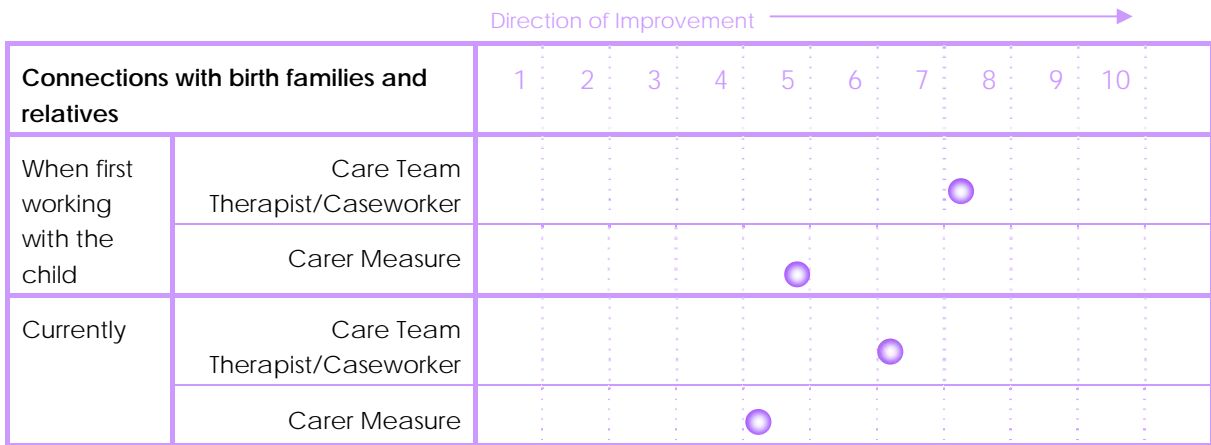 Direction of Improvement
Connections with birth families and
relatives
1 2 3 4 5 6 7 8 9 10
When first
working
with the
child
Care Team
Therapist/Caseworker
Carer Measure
Currently
Care Team
Therapist/Caseworker
Carer Measure